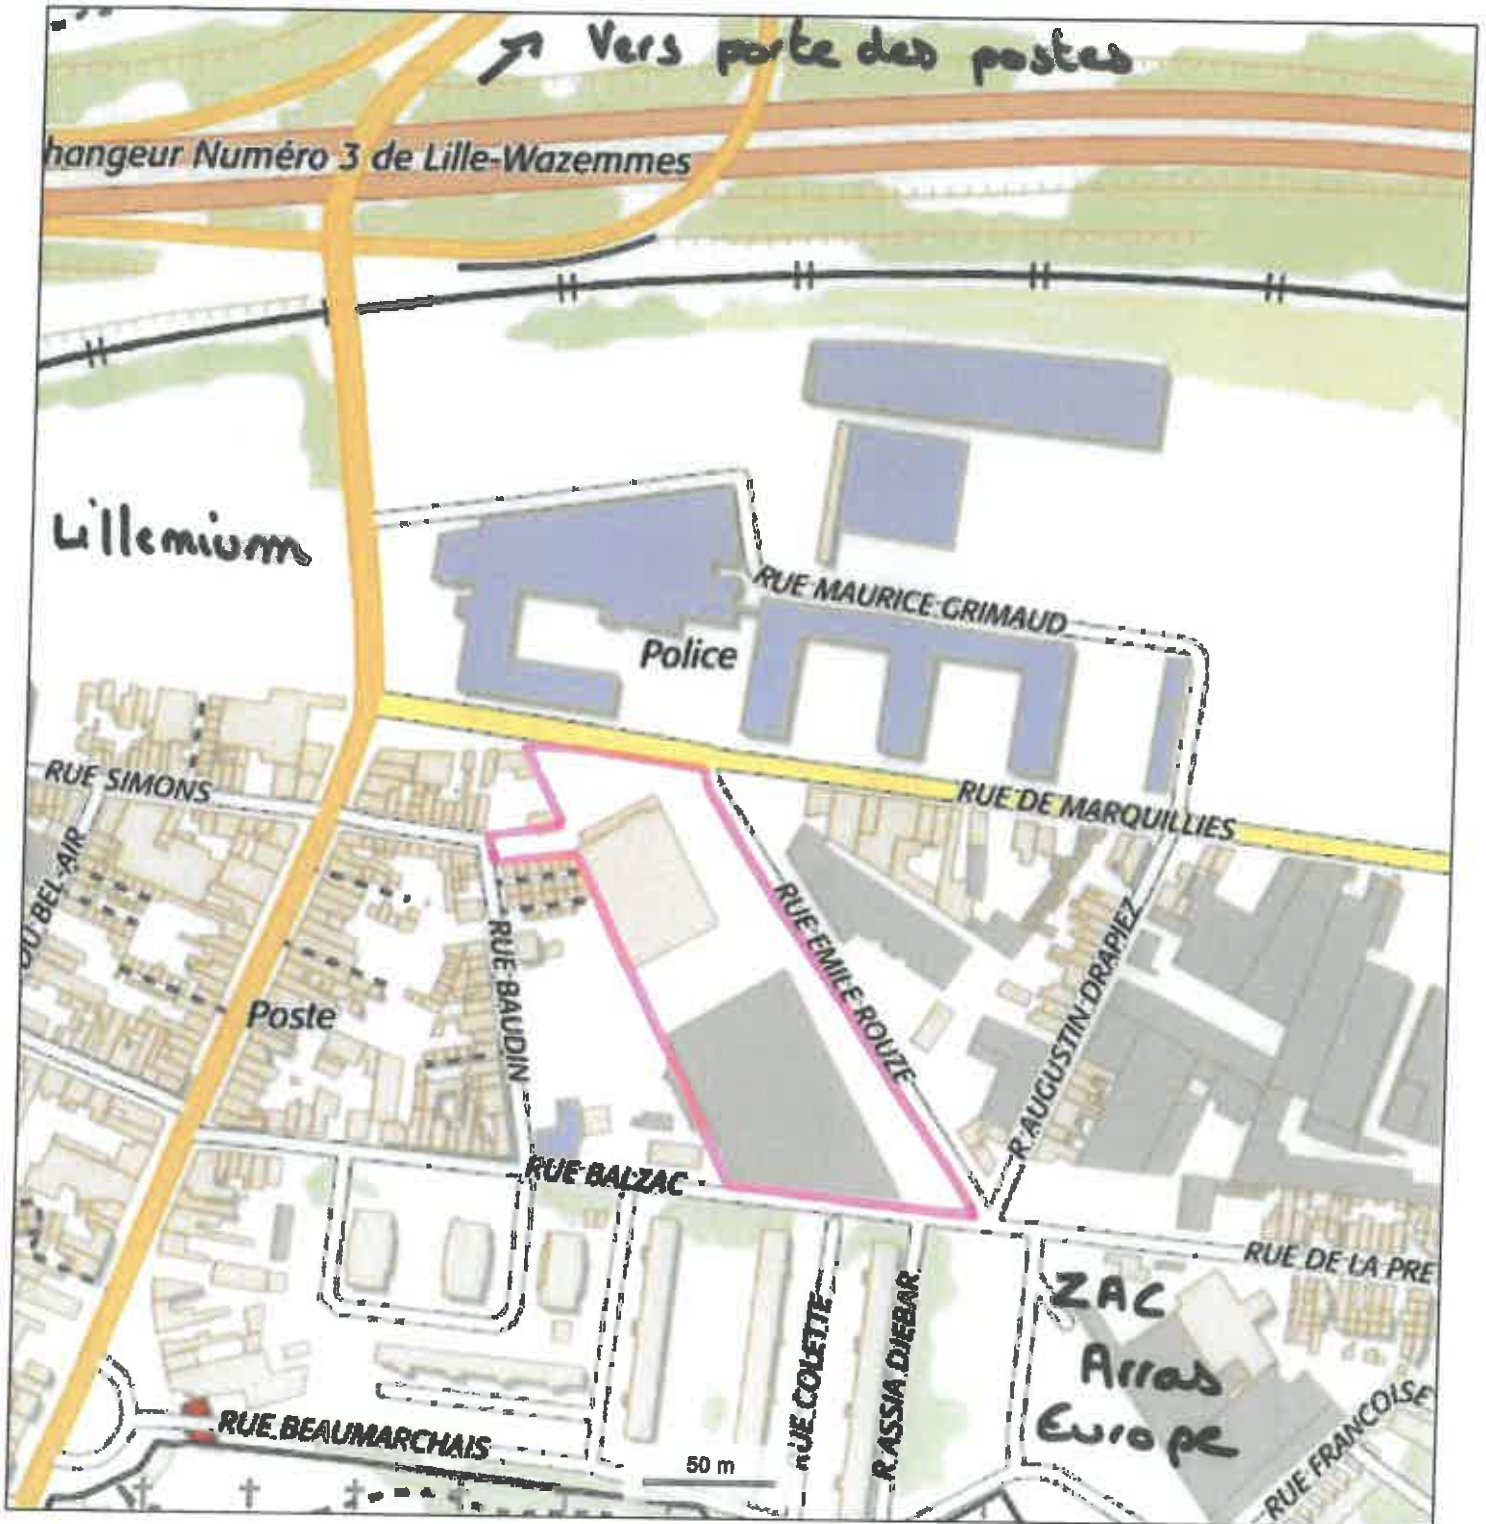 Vers porte des postes
hangeur Numéro 3 de Lille-Wazemmes
Lillemium
RUE MAURICE GRIMAUD
Police
RUE SIMONS
RUE DE MARQUILLIES
DU BEL-AIR
RUE EMILE ROUZE
RUE BAUDIN
R AUGUSTIN DRAPIEZ
Poste
RUE BALZAC
RUE DE LA PRE
ZAC
Arras
Europe
RUE COLETTE
R ASSIA DJEBAR
RUE FRANCOISE
RUE BEAUMARCHAIS
50 m